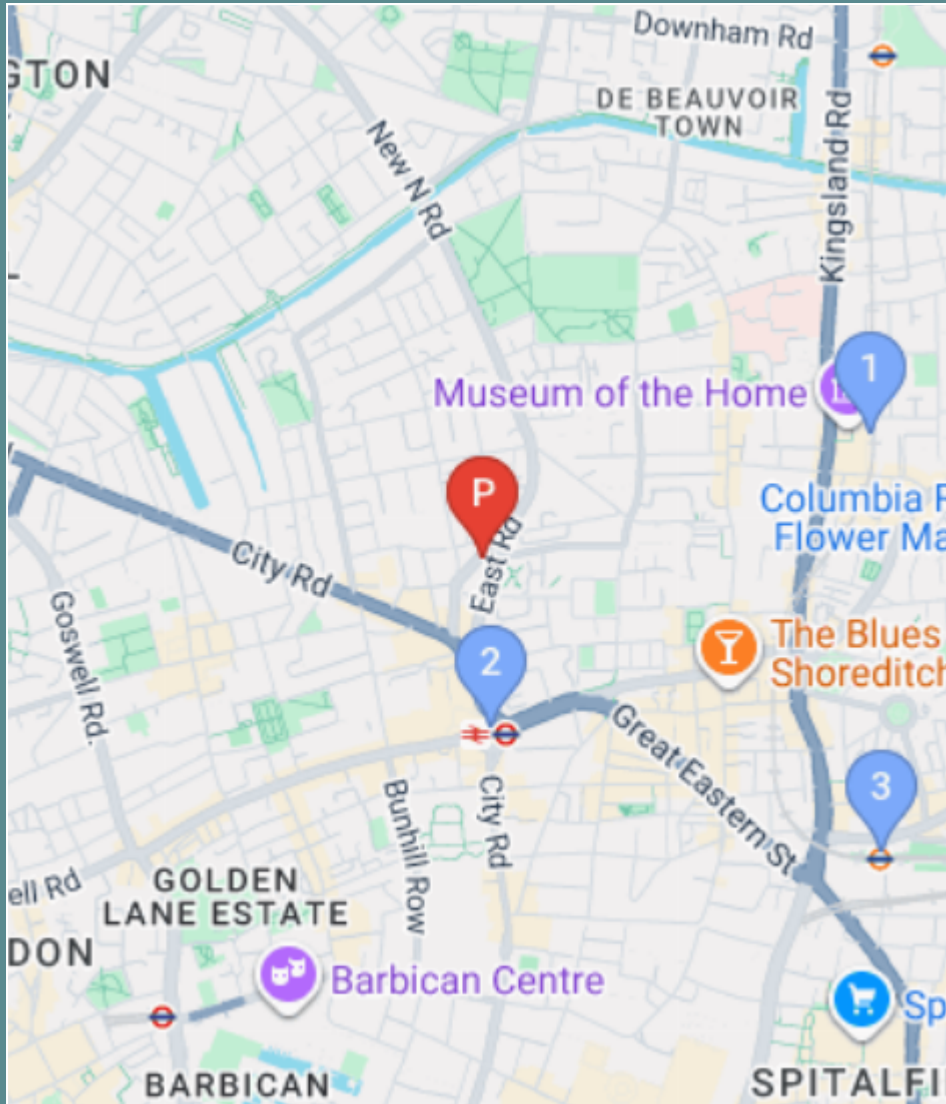 Downham Rd
GTON
DE BEAUVOIR
TOWN
New N Rd
Kingsland Rd
1
Museum of the Home
P
Columbia
Flower
East Rd
City Rd
Goswell Rd.
2
The Blues
Shoreditch
Great Eastern St
3
City Rd
Bunhill Row
ell Rd
GOLDEN
LANE ESTATE
DON
Barbican Centre
Sp
BARBICAN
SPITALFI